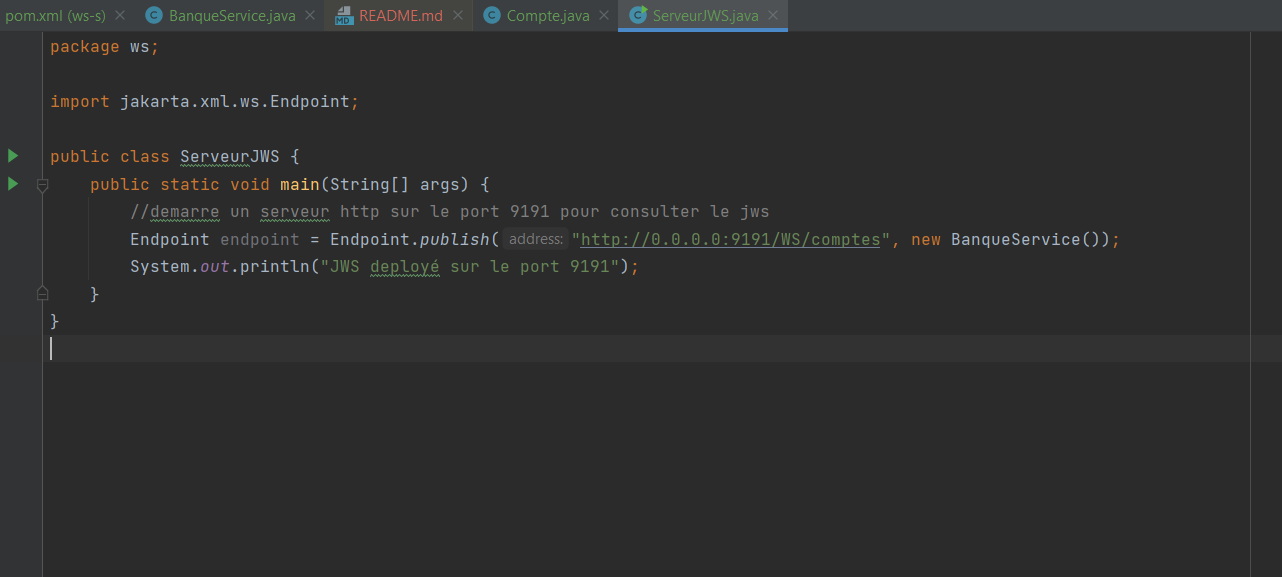 pom.xml (ws-s) BanqueService.java README.md Compte.java ServeurJWS.java
package ws;
import jakarta.xml.ws.Endpoint;
public class ServeurJWS {
public static void main(String[] args) {
//demarre un serveur http sur le port 9191 pour consulter le jws
Endpoint endpoint = Endpoint.publish( address: "http://0.0.0.0:9191/WS/comptes", new BanqueService());
System.out.println("JWS deployé sur le port 9191");
}
}